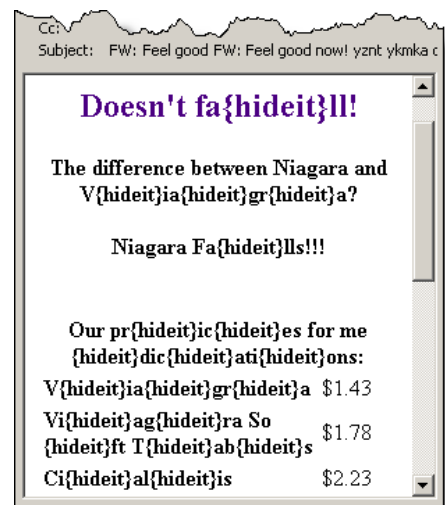 Cc:
Subject: FW: Feel good FW: Feel good now! yznt ykmka c
Doesn't fa{hideit}ll!
The difference between Niagara and
V{hideit}ia{hideit}gr{hideit}a?
Niagara Fa{hideit}lls!!!
Our pr{hideit}ic{hideit}es for me
{hideit}dic{hideit}ati{hideit}ons:
V{hideit}ia{hideit}gr{hideit}a $1.43
Vi{hideit}ag{hideit}ra So
{hideit}ft T{hideit}ab{hideit}s $1.78
Ci{hideit}al{hideit}is $2.23